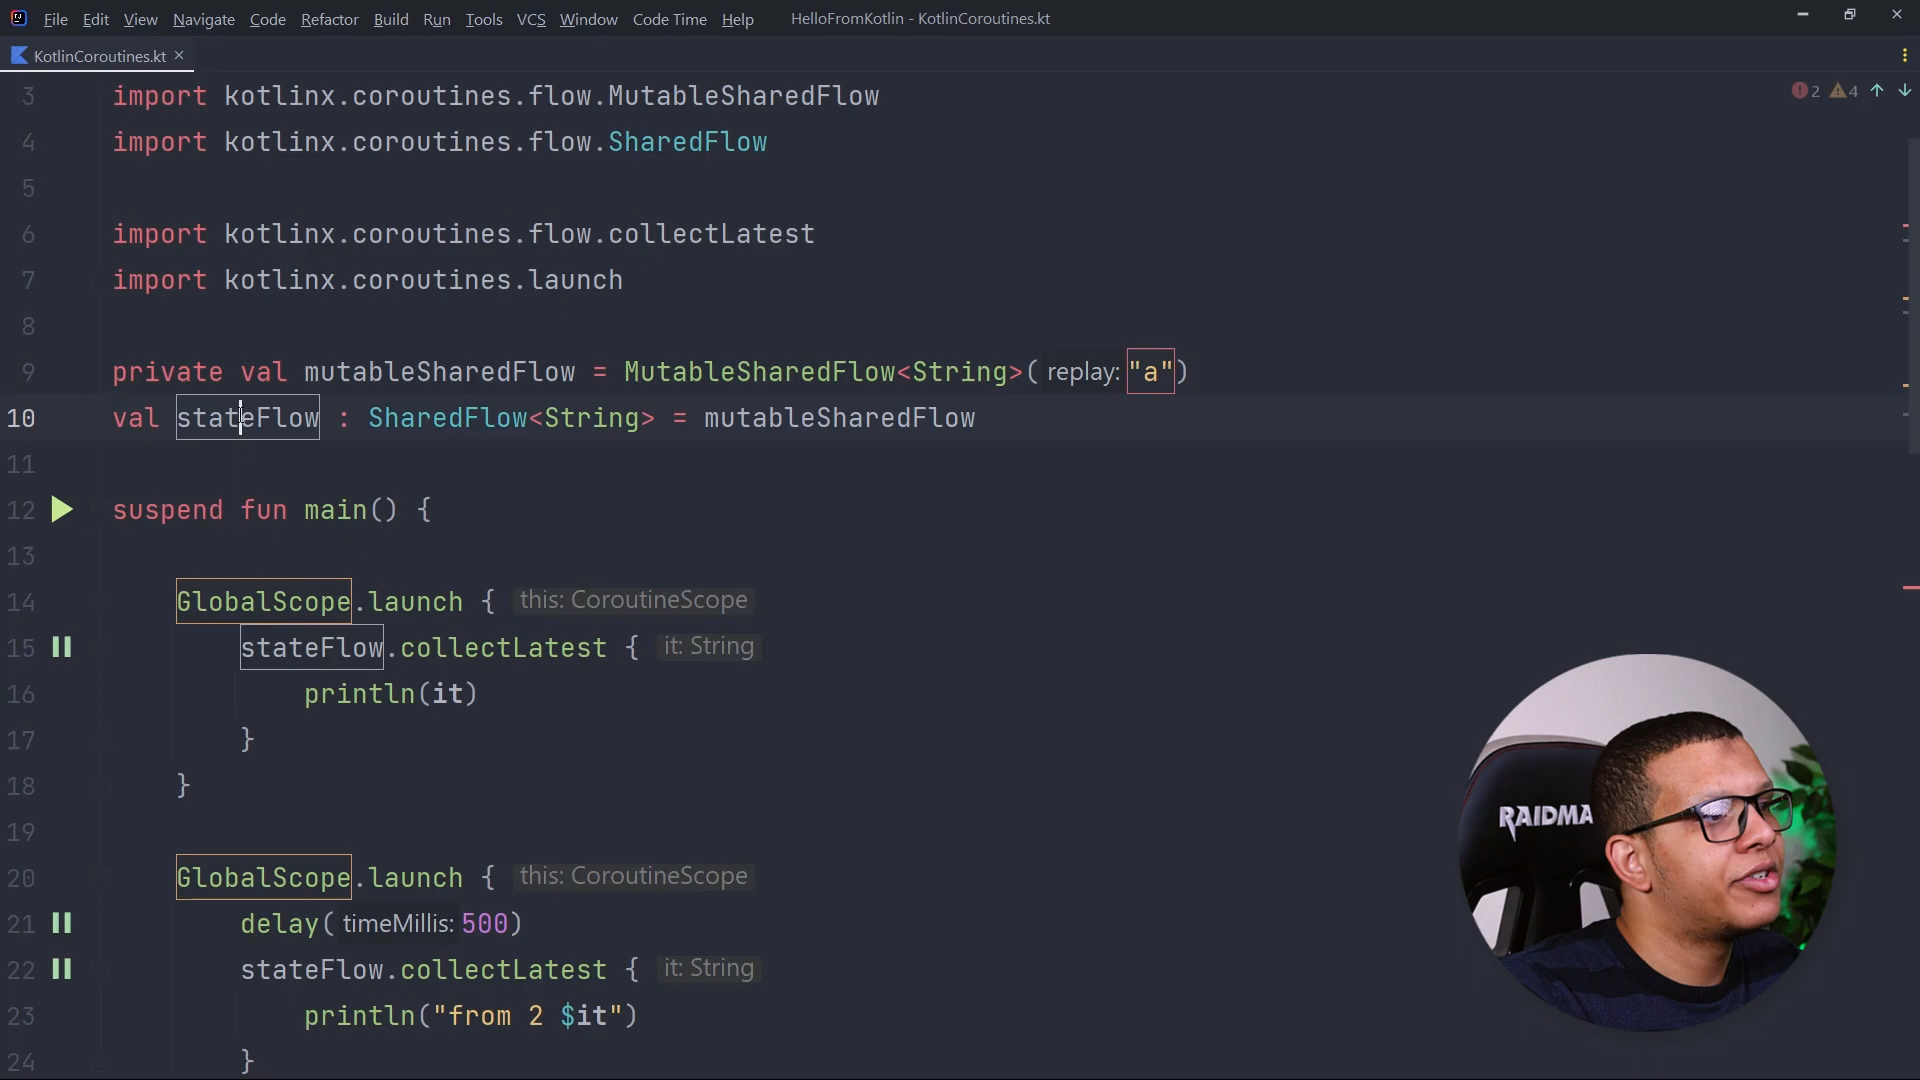 File Edit View Navigate Code Refactor Build Run Tools VCS Window Code Time Help HelloFromKotlin - KotlinCoroutines.kt
KotlinCoroutines.kt
2 4
3 import kotlinx.coroutines.flow.MutableSharedFlow
4 import kotlinx.coroutines.flow.SharedFlow
5
6 import kotlinx.coroutines.flow.collectLatest
7 import kotlinx.coroutines.launch
8
9 private val mutableSharedFlow = MutableSharedFlow<String>( replay: "a")
10 val stateFlow : SharedFlow<String> = mutableSharedFlow
11
12 suspend fun main() {
13
14 GlobalScope.launch { this: CoroutineScope
15 stateFlow.collectLatest { it: String
16 println(it)
17 }
18 }
19
20 GlobalScope.launch { this: CoroutineScope
21 delay( timeMillis: 500)
22 stateFlow.collectLatest { it: String
23 println("from 2 $it")
24 }
RAIDMA